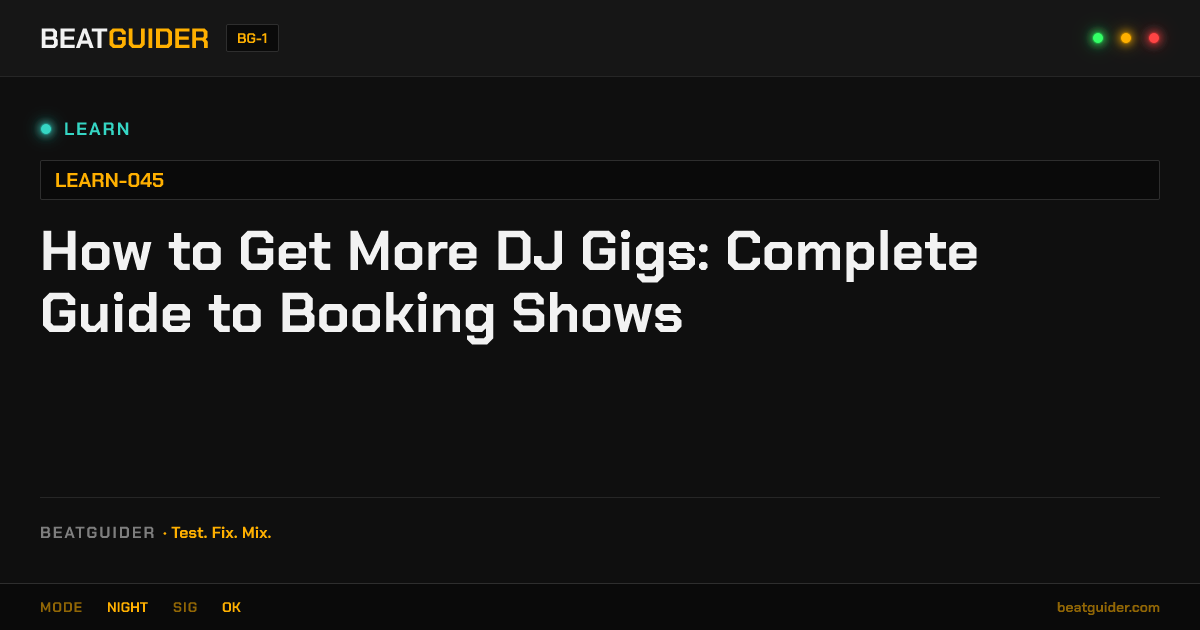 BEATGUIDER BG-1
LEARN
LEARN-045
How to Get More DJ Gigs: Complete
Guide to Booking Shows
BEATGUIDER · Test. Fix. Mix.
MODE NIGHT SIG OK beatguider.com